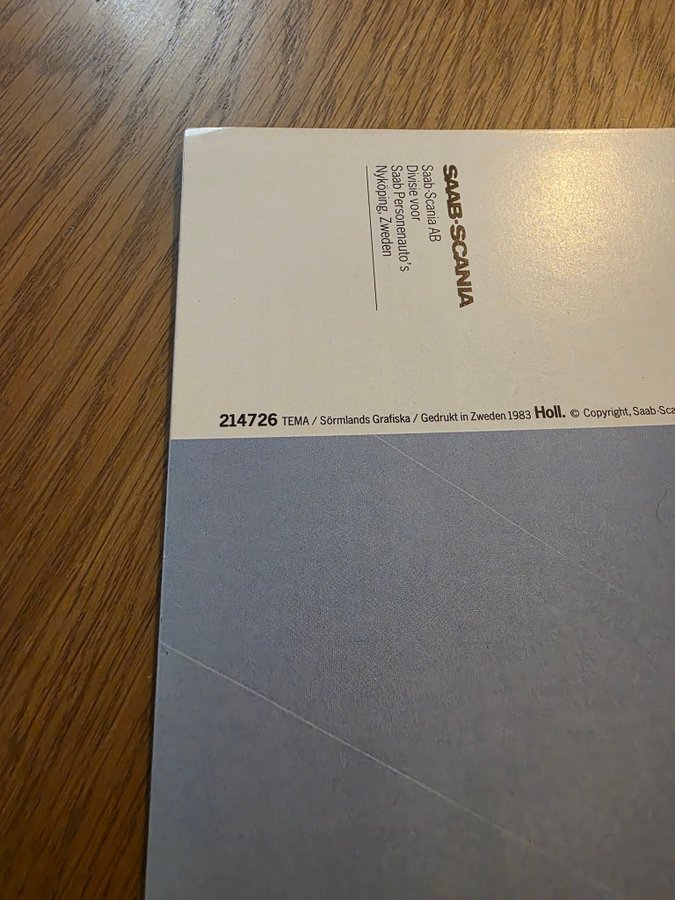 SAAB-SCANIA
Saab-Scania AB
Divisie voor
Saab Personenauto's
Nyköping, Zweden
214726 TEMA / Sörmlands Grafiska / Gedrukt in Zweden 1983 Holl. © Copyright, Saab-Sca